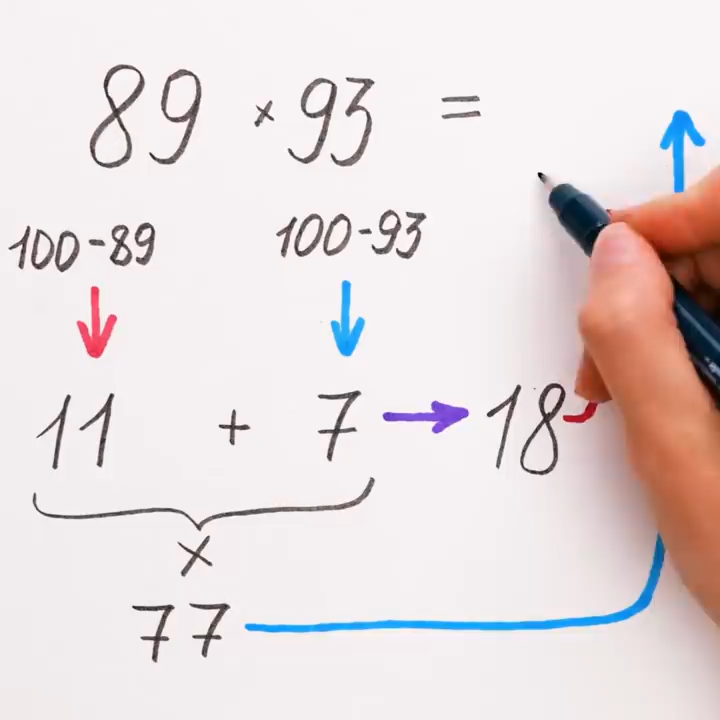 89 × 93 =
100-89 100-93
11 + 7 → 18
×
77